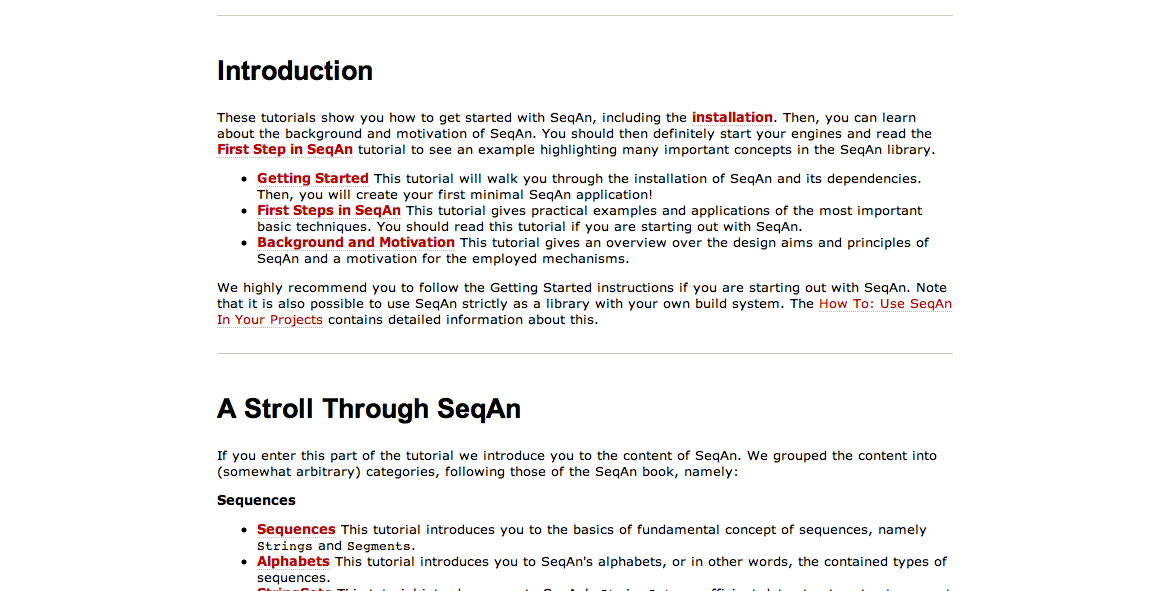 Introduction
These tutorials show you how to get started with SeqAn, including the installation. Then, you can learn
about the background and motivation of SeqAn. You should then definitely start your engines and read the
First Step in SeqAn tutorial to see an example highlighting many important concepts in the SeqAn library.
• Getting Started This tutorial will walk you through the installation of SeqAn and its dependencies.
Then, you will create your first minimal SeqAn application!
• First Steps in SeqAn This tutorial gives practical examples and applications of the most important
basic techniques. You should read this tutorial if you are starting out with SeqAn.
• Background and Motivation This tutorial gives an overview over the design aims and principles of
SeqAn and a motivation for the employed mechanisms.
We highly recommend you to follow the Getting Started instructions if you are starting out with SeqAn. Note
that it is also possible to use SeqAn strictly as a library with your own build system. The How To: Use SeqAn
In Your Projects contains detailed information about this.
A Stroll Through SeqAn
If you enter this part of the tutorial we introduce you to the content of SeqAn. We grouped the content into
(somewhat arbitrary) categories, following those of the SeqAn book, namely:
Sequences
• Sequences This tutorial introduces you to the basics of fundamental concept of sequences, namely
Strings and Segments.
• Alphabets This tutorial introduces you to SeqAn's alphabets, or in other words, the contained types of
sequences.